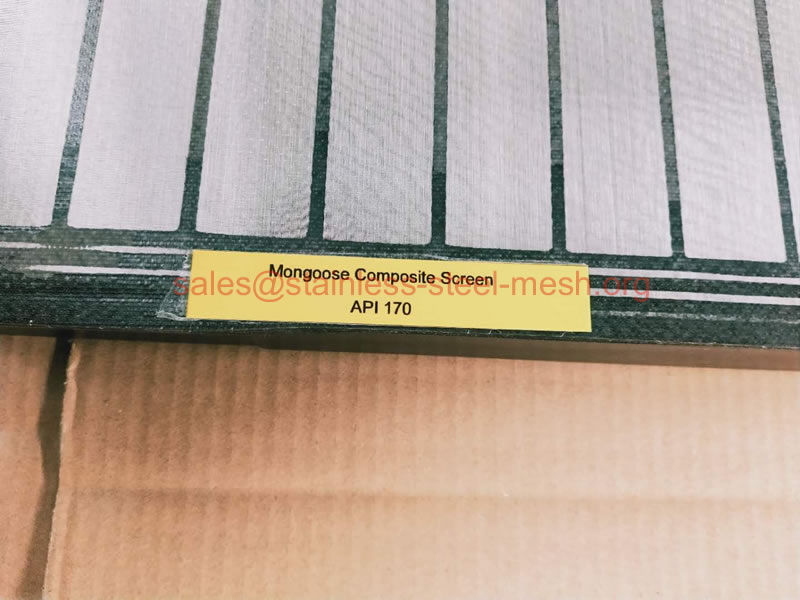 Mongoose Composite Screen
sales@stainless-steel-mesh.org
API 170